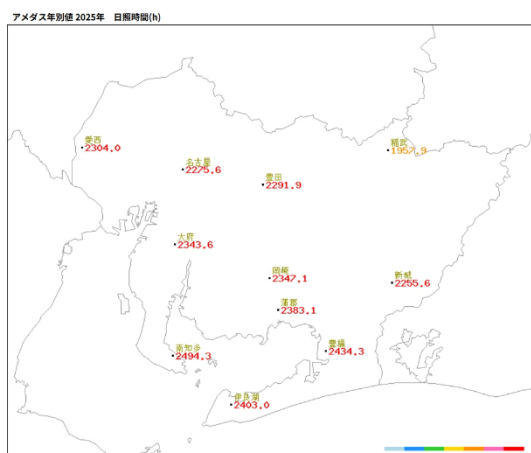 アメダス年別値 2025年　日照時間(h)
愛西
2304.0
稲武
1957.9
名古屋
2275.6
豊田
2291.9
大府
2343.6
岡崎
2347.1
新城
2255.6
蒲郡
2383.1
豊橋
2434.3
南知多
2494.3
伊良湖
2403.0